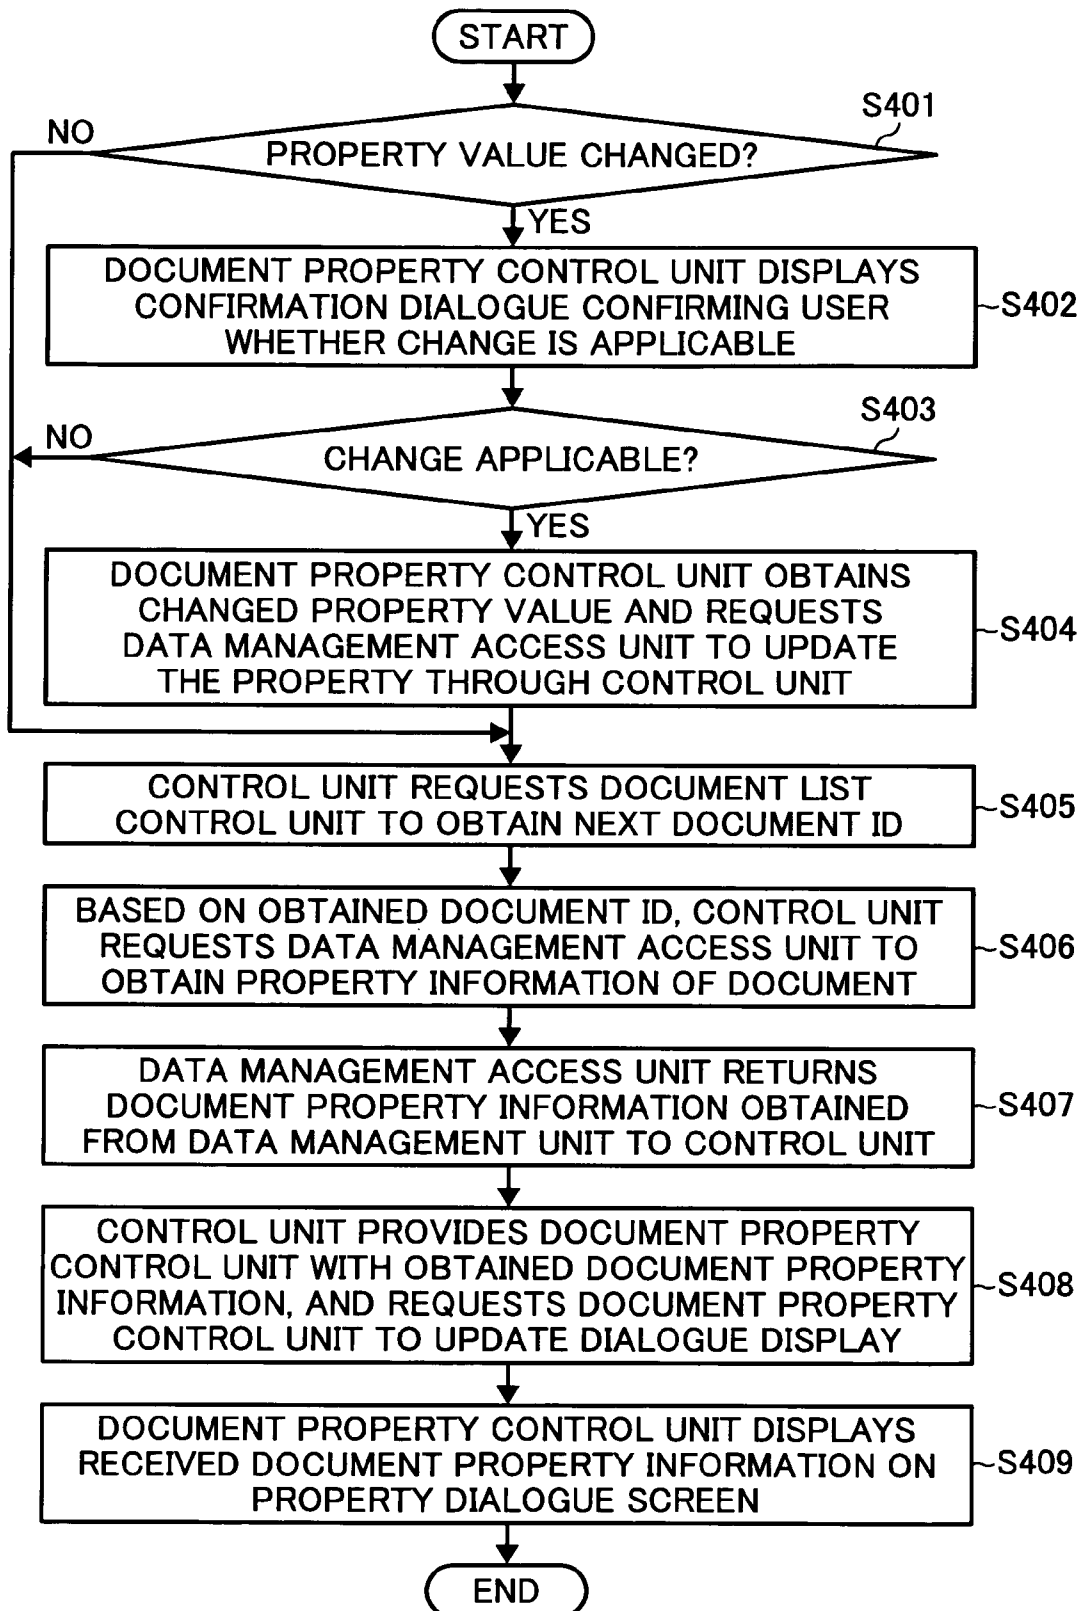 START
S401
NO
PROPERTY VALUE CHANGED?
YES
DOCUMENT PROPERTY CONTROL UNIT DISPLAYS
CONFIRMATION DIALOGUE CONFIRMING USER
WHETHER CHANGE IS APPLICABLE
S402
S403
NO
CHANGE APPLICABLE?
YES
DOCUMENT PROPERTY CONTROL UNIT OBTAINS
CHANGED PROPERTY VALUE AND REQUESTS
DATA MANAGEMENT ACCESS UNIT TO UPDATE
THE PROPERTY THROUGH CONTROL UNIT
S404
CONTROL UNIT REQUESTS DOCUMENT LIST
CONTROL UNIT TO OBTAIN NEXT DOCUMENT ID
S405
BASED ON OBTAINED DOCUMENT ID, CONTROL UNIT
REQUESTS DATA MANAGEMENT ACCESS UNIT TO
OBTAIN PROPERTY INFORMATION OF DOCUMENT
S406
DATA MANAGEMENT ACCESS UNIT RETURNS
DOCUMENT PROPERTY INFORMATION OBTAINED
FROM DATA MANAGEMENT UNIT TO CONTROL UNIT
S407
CONTROL UNIT PROVIDES DOCUMENT PROPERTY
CONTROL UNIT WITH OBTAINED DOCUMENT PROPERTY
INFORMATION, AND REQUESTS DOCUMENT PROPERTY
CONTROL UNIT TO UPDATE DIALOGUE DISPLAY
S408
DOCUMENT PROPERTY CONTROL UNIT DISPLAYS
RECEIVED DOCUMENT PROPERTY INFORMATION ON
PROPERTY DIALOGUE SCREEN
S409
END